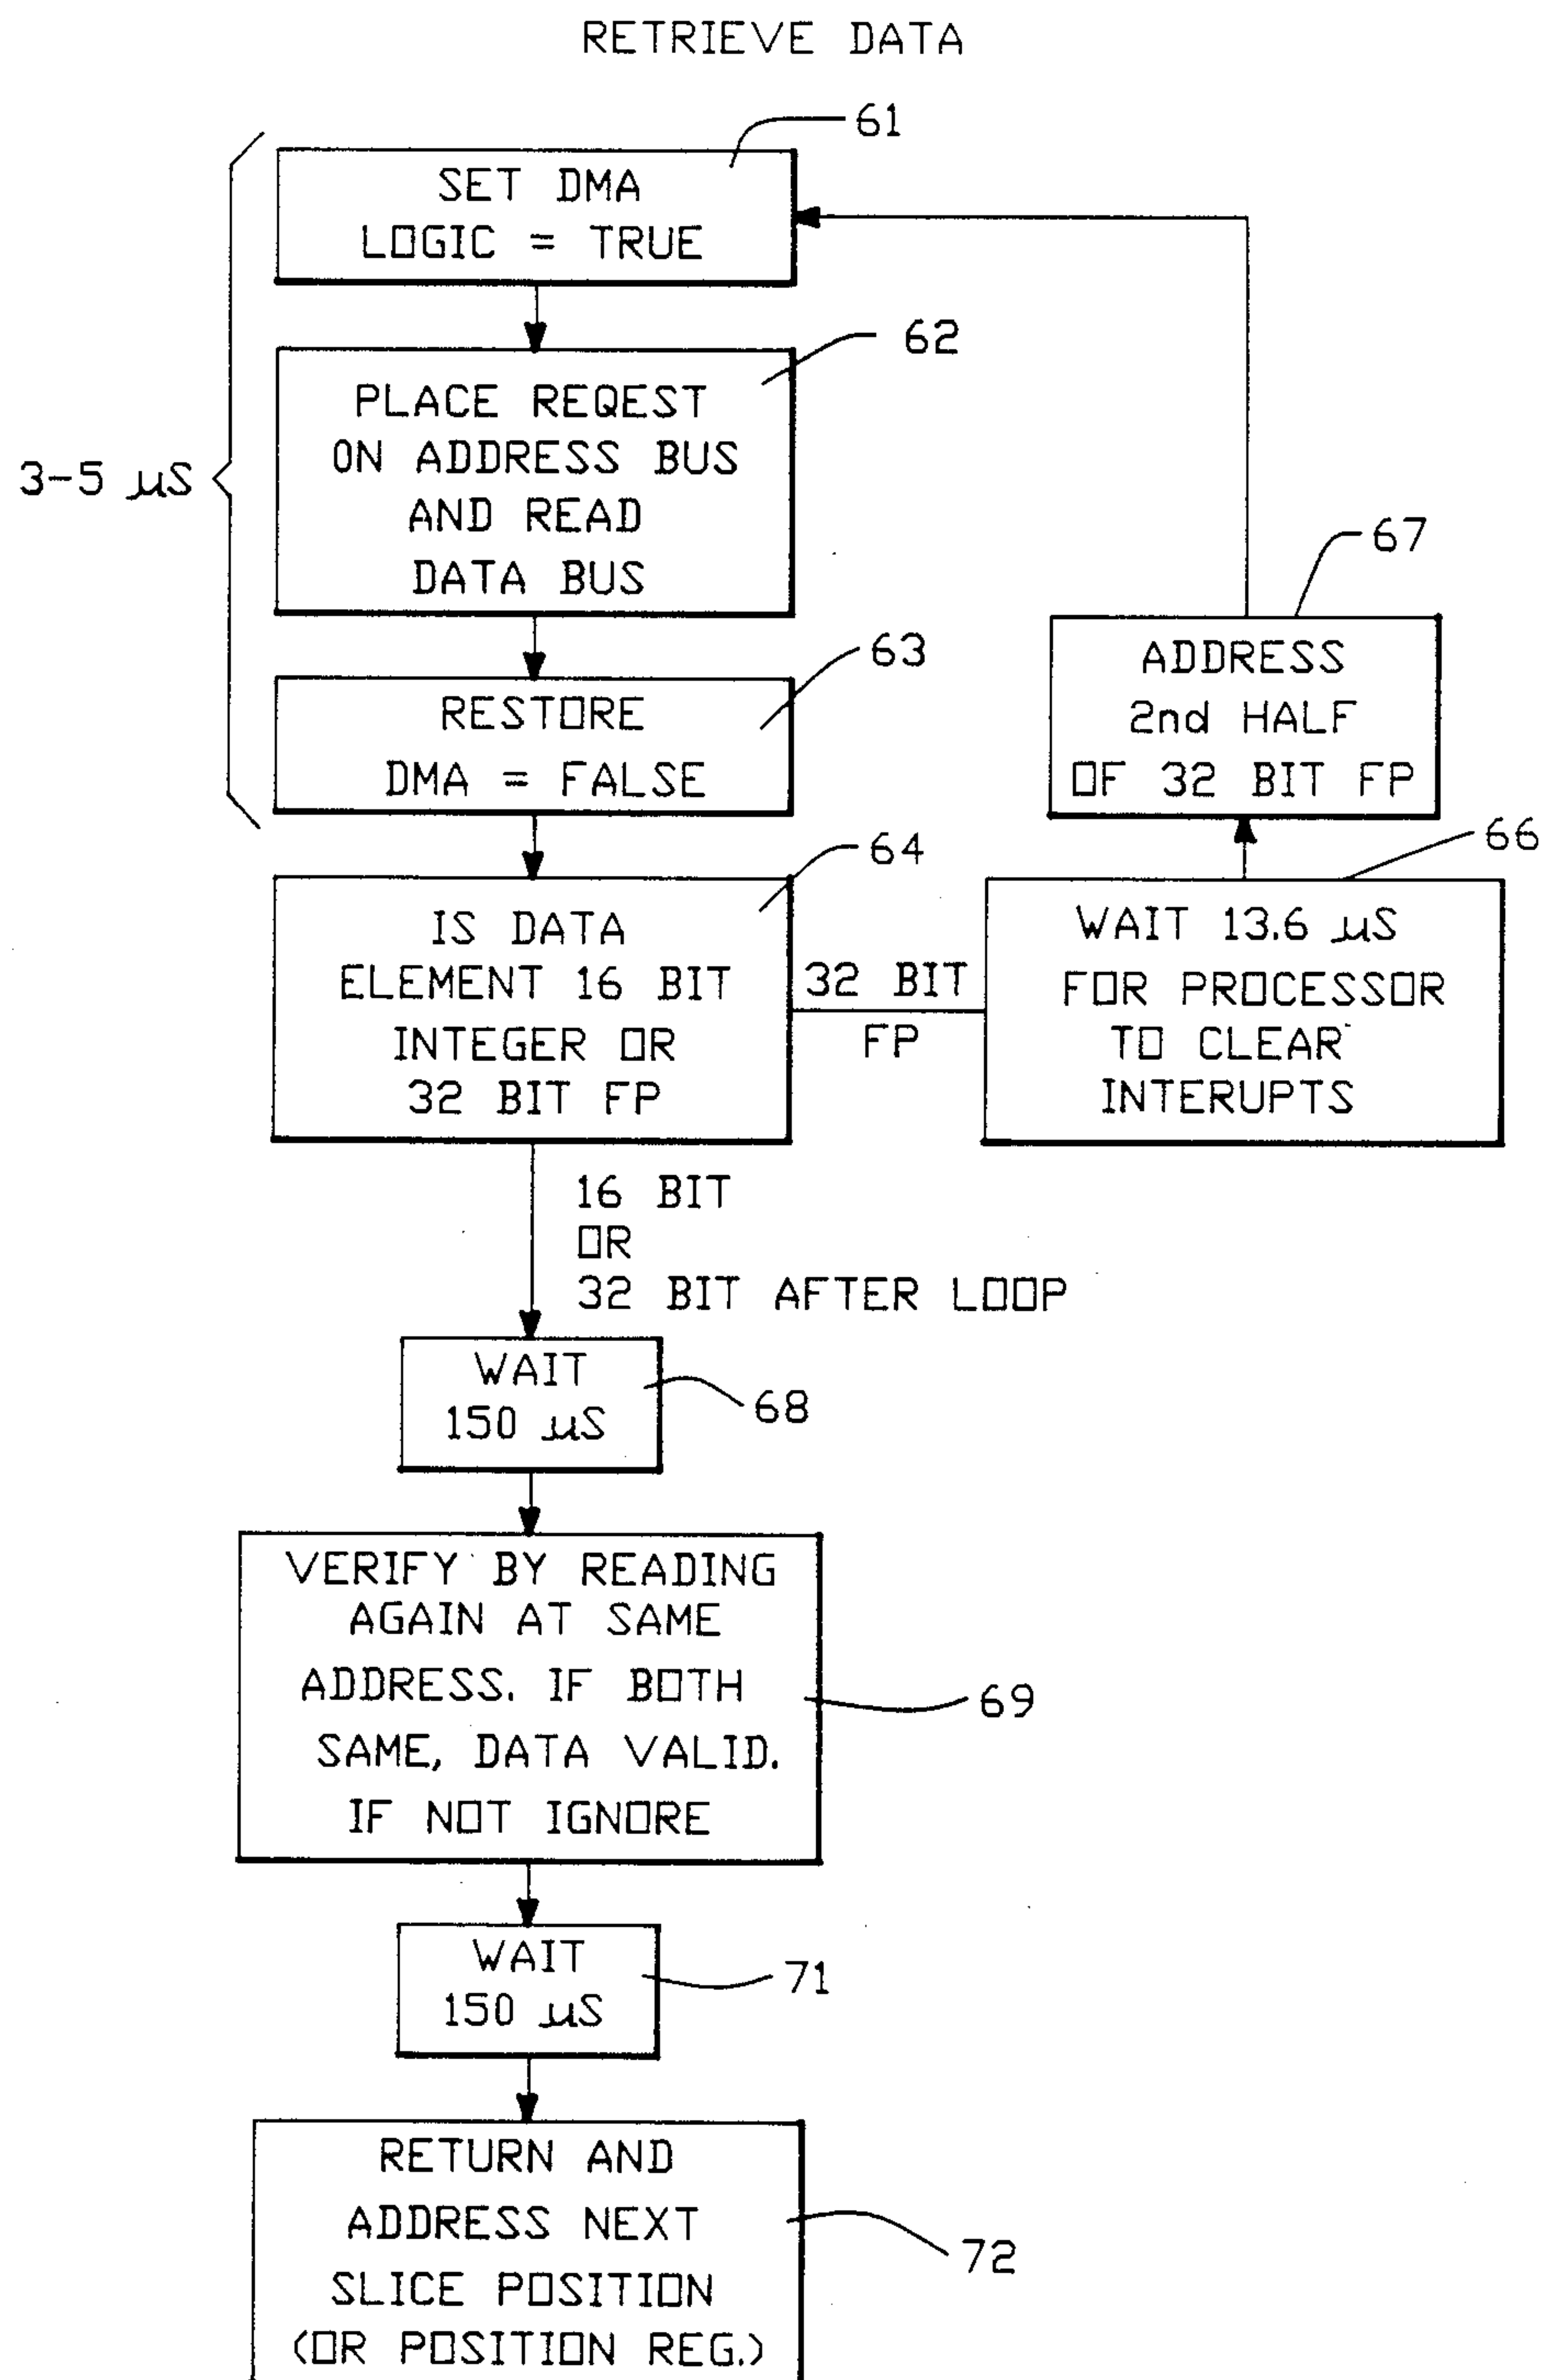 RETRIEVE DATA
61
SET DMA
LOGIC = TRUE
62
PLACE REQEST
ON ADDRESS BUS
AND READ
DATA BUS
3-5 µS
63
RESTORE
DMA = FALSE
67
ADDRESS
2nd HALF
OF 32 BIT FP
64
IS DATA
ELEMENT 16 BIT
INTEGER OR
32 BIT FP
32 BIT
FP
66
WAIT 13.6 µS
FOR PROCESSOR
TO CLEAR
INTERUPTS
16 BIT
OR
32 BIT AFTER LOOP
WAIT
150 µS
68
VERIFY BY READING
AGAIN AT SAME
ADDRESS. IF BOTH
SAME, DATA VALID.
IF NOT IGNORE
69
WAIT
150 µS
71
RETURN AND
ADDRESS NEXT
SLICE POSITION
(OR POSITION REG.)
72